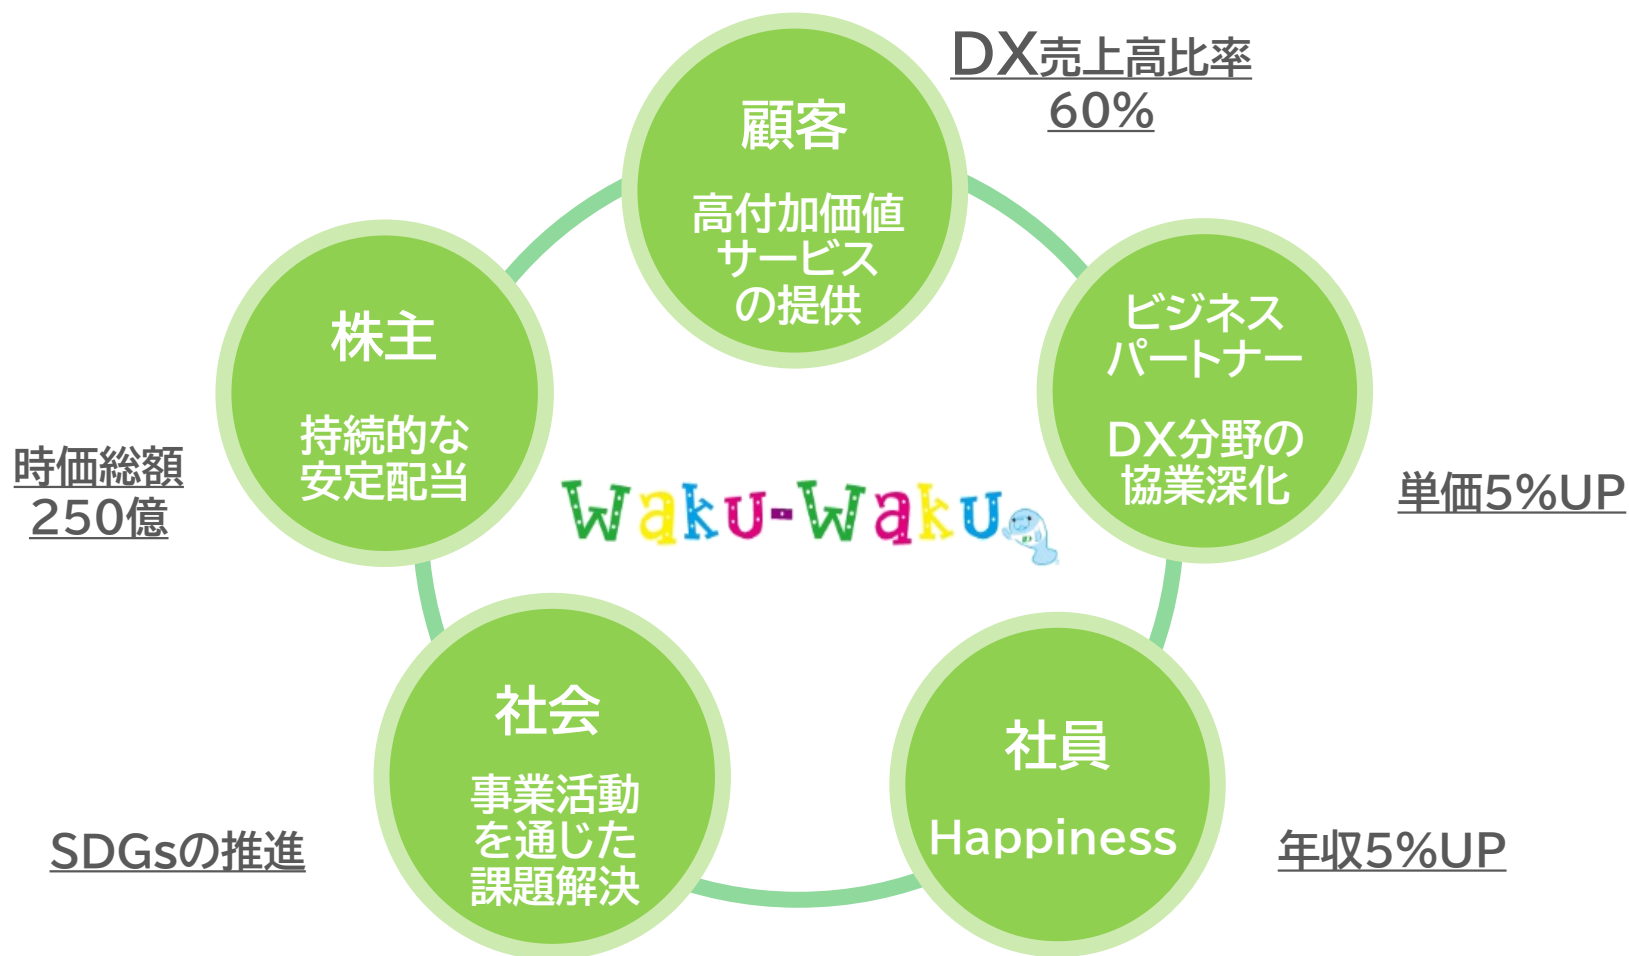 DX売上高比率
60%
顧客
高付加価値
サービス
の提供
ビジネス
パートナー
DX分野の
協業深化
単価5%UP
株主
持続的な
安定配当
時価総額
250億
Waku-Waku
社会
事業活動
を通じた
課題解決
SDGsの推進
社員
Happiness
年収5%UP